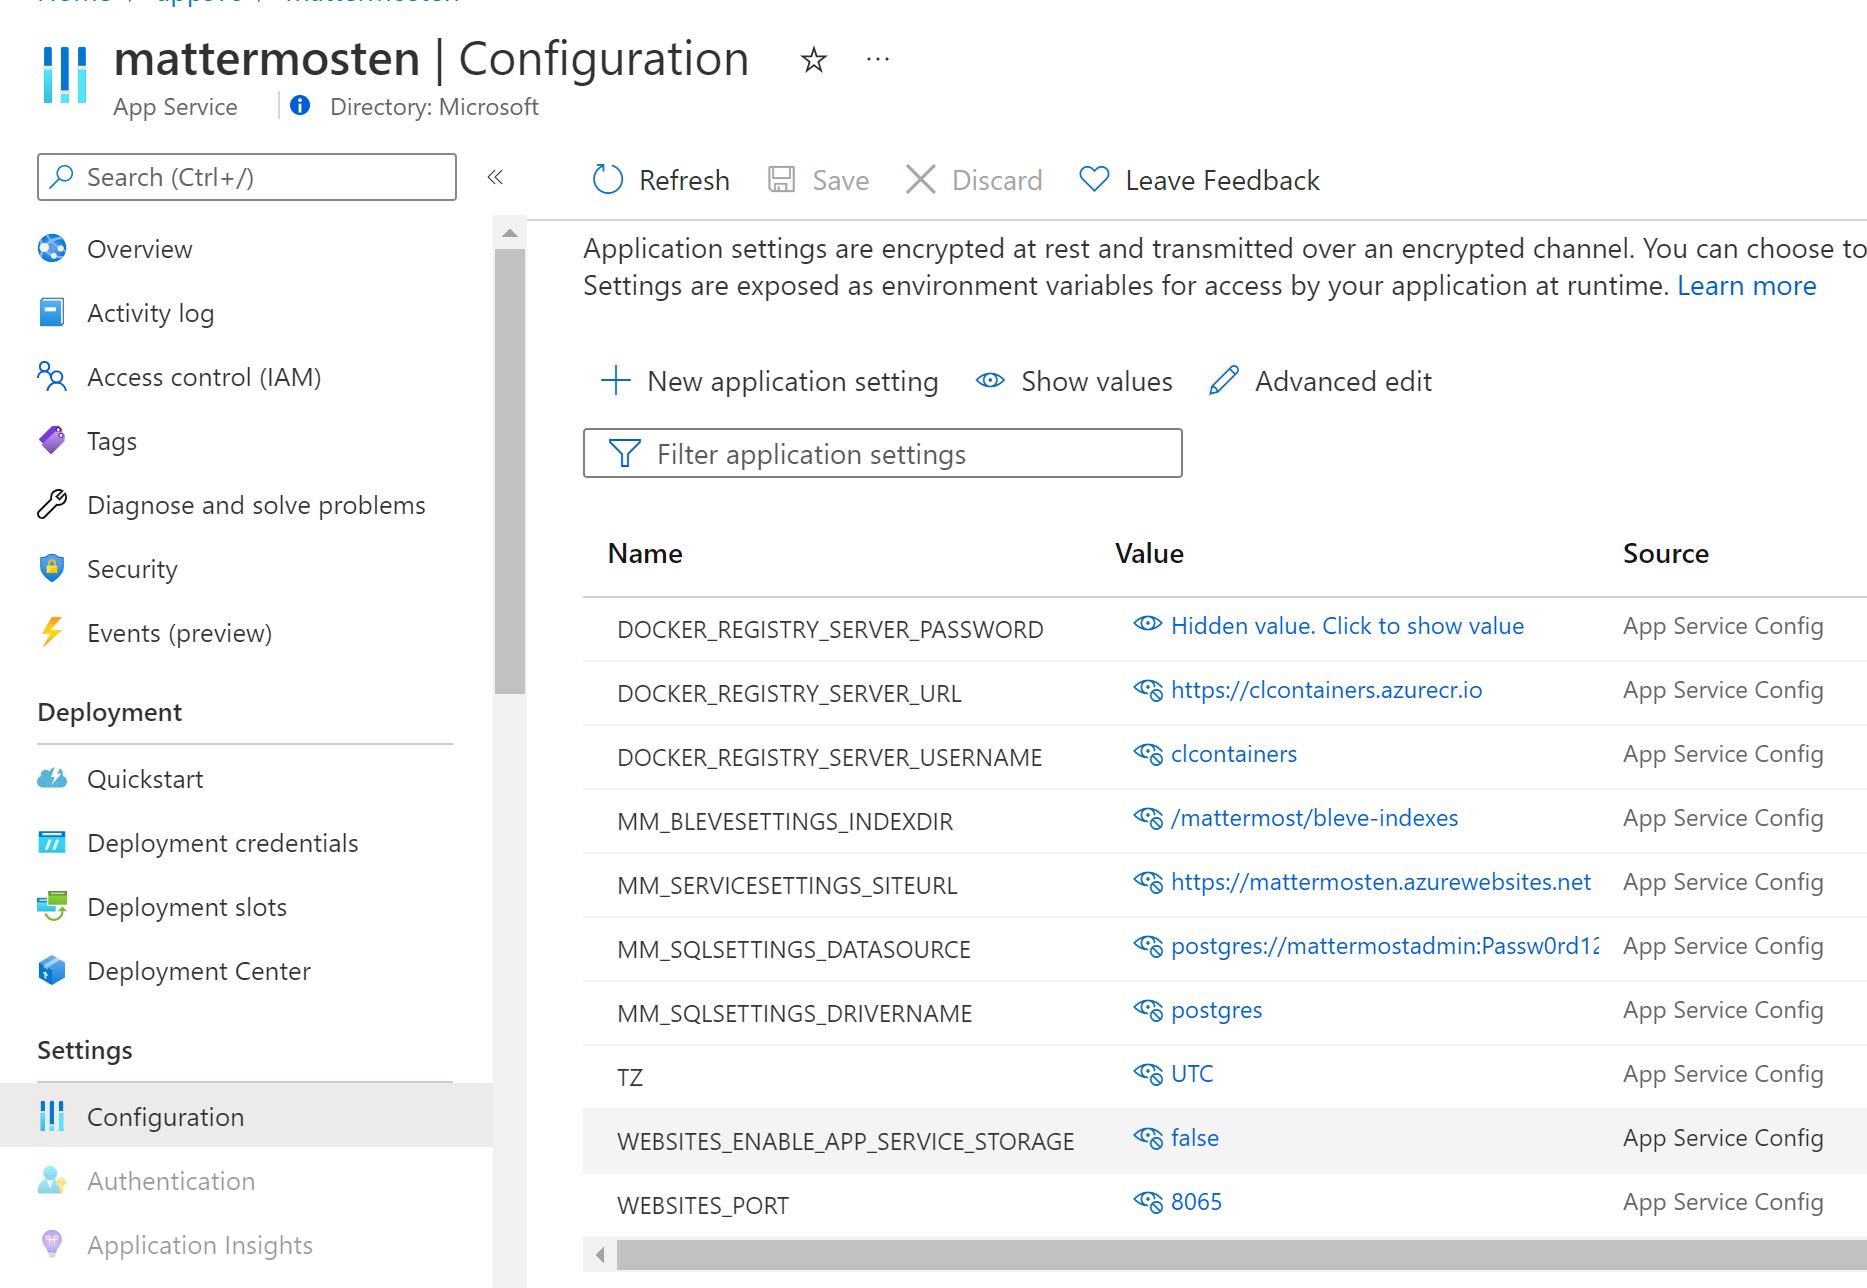 mattermosten | Configuration
App Service
Directory: Microsoft
Search (Ctrl+/)
Overview
Activity log
Access control (IAM)
Tags
Diagnose and solve problems
Security
Events (preview)
Deployment
Quickstart
Deployment credentials
Deployment slots
Deployment Center
Settings
Configuration
Authentication
Application Insights
Refresh Save Discard Leave Feedback
Application settings are encrypted at rest and transmitted over an encrypted channel. You can choose to
Settings are exposed as environment variables for access by your application at runtime. Learn more
New application setting Show values Advanced edit
Filter application settings
Name Value Source
DOCKER_REGISTRY_SERVER_PASSWORD Hidden value. Click to show value App Service Config
DOCKER_REGISTRY_SERVER_URL https://clcontainers.azurecr.io App Service Config
DOCKER_REGISTRY_SERVER_USERNAME clcontainers App Service Config
MM_BLEVESETTINGS_INDEXDIR /mattermost/bleve-indexes App Service Config
MM_SERVICESETTINGS_SITEURL https://mattermosten.azurewebsites.net App Service Config
MM_SQLSETTINGS_DATASOURCE postgres://mattermostadmin:Passw0rd12 App Service Config
MM_SQLSETTINGS_DRIVERNAME postgres App Service Config
TZ UTC App Service Config
WEBSITES_ENABLE_APP_SERVICE_STORAGE false App Service Config
WEBSITES_PORT 8065 App Service Config